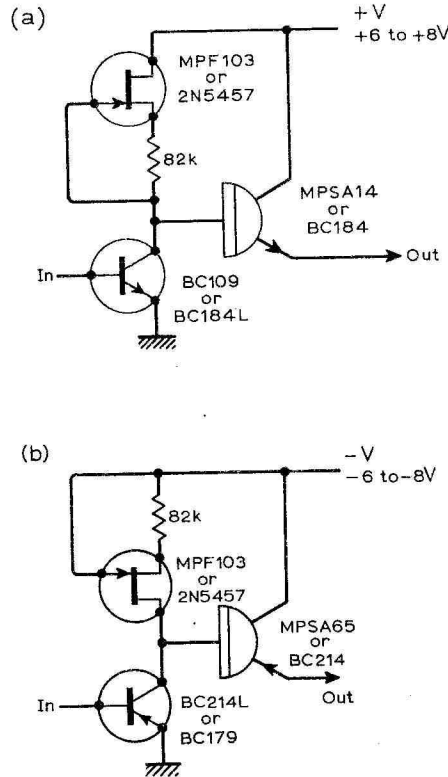 (a)
+V
+6 to +8V
MPF103
or
2N5457
82k
MPSA14
or
BC184
Out
In
BC109
or
BC184L
(b)
−V
−6 to −8V
82k
MPF103
or
2N5457
MPSA65
or
BC214
Out
In
BC214L
or
BC179